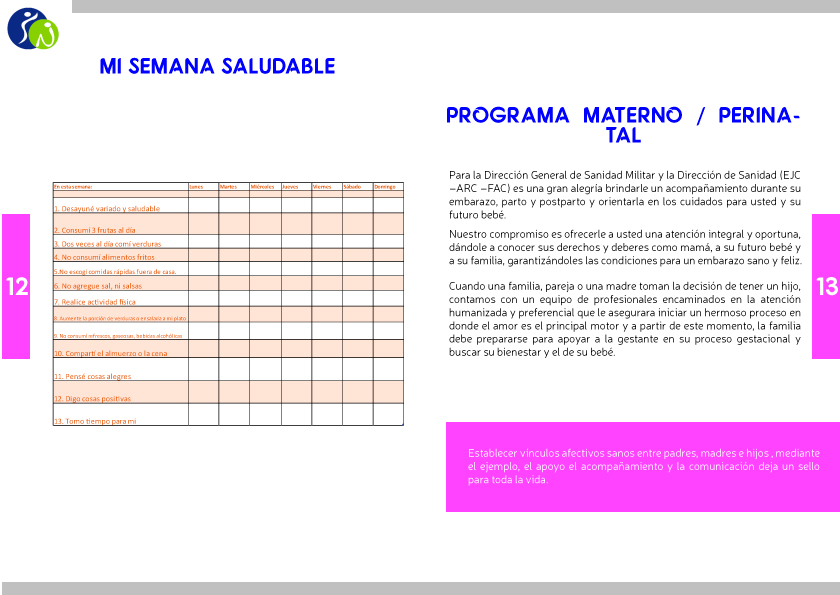 MI SEMANA SALUDABLE
En esta semana: Lunes Martes Miércoles Jueves Viernes Sábado Domingo
1. Desayuné variado y saludable
2. Consumí 3 frutas al día
3. Dos veces al día comí verduras
4. No consumí alimentos fritos
5.No escogí comidas rápidas fuera de casa.
6. No agregue sal, ni salsas
7. Realice actividad física
8. Aumente la porción de verduras o ensalada a mi plato
9. No consumí refrescos, gaseosas, bebidas alcohólicas
10. Compartí el almuerzo o la cena
11. Pensé cosas alegres
12. Digo cosas positivas
13. Tomo tiempo para mi
12
PROGRAMA MATERNO / PERINA-
TAL
Para la Dirección General de Sanidad Militar y la Dirección de Sanidad (EJC
–ARC –FAC) es una gran alegría brindarle un acompañamiento durante su
embarazo, parto y postparto y orientarla en los cuidados para usted y su
futuro bebé.
Nuestro compromiso es ofrecerle a usted una atención integral y oportuna,
dándole a conocer sus derechos y deberes como mamá, a su futuro bebé y
a su familia, garantizándoles las condiciones para un embarazo sano y feliz.
Cuando una familia, pareja o una madre toman la decisión de tener un hijo,
contamos con un equipo de profesionales encaminados en la atención
humanizada y preferencial que le asegurara iniciar un hermoso proceso en
donde el amor es el principal motor y a partir de este momento, la familia
debe prepararse para apoyar a la gestante en su proceso gestacional y
buscar su bienestar y el de su bebé.
13
Establecer vínculos afectivos sanos entre padres, madres e hijos , mediante
el ejemplo, el apoyo el acompañamiento y la comunicación deja un sello
para toda la vida.